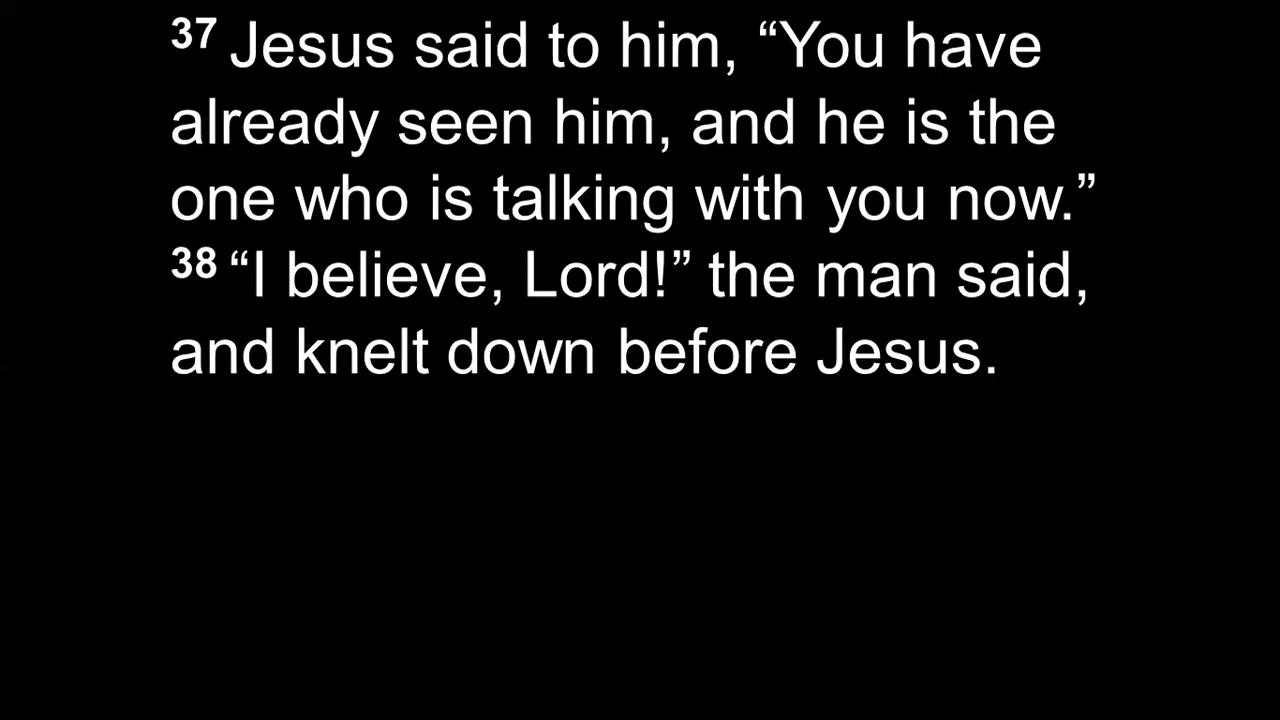 37 Jesus said to him, “You have
already seen him, and he is the
one who is talking with you now.”
38 “I believe, Lord!” the man said,
and knelt down before Jesus.